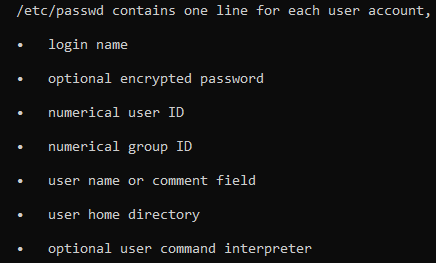 /etc/passwd contains one line for each user account,
• login name
• optional encrypted password
• numerical user ID
• numerical group ID
• user name or comment field
• user home directory
• optional user command interpreter